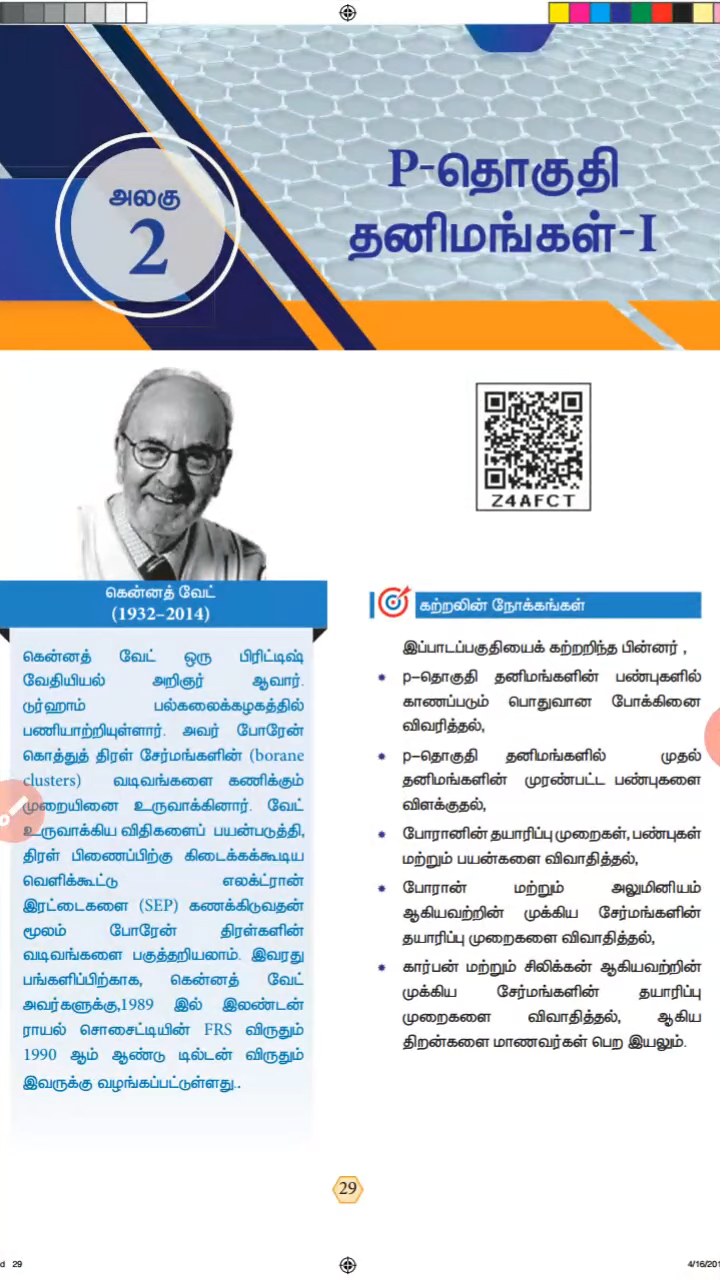 அலகு
2
P-தொகுதி
தனிமங்கள்-I
Z4AFCT
கென்னத் வேட்
(1932-2014)
கென்னத் வேட் ஒரு பிரிட்டிஷ்
வேதியியல் அறிஞர் ஆவார்.
டுர்ஹாம் பல்கலைக்கழகத்தில்
பணியாற்றியுள்ளார். அவர் போரேன்
கொத்துத் திரள் சேர்மங்களின் (borane
clusters) வடிவங்களை கணிக்கும்
முறையினை உருவாக்கினார். வேட்
உருவாக்கிய விதிகளைப் பயன்படுத்தி,
திரள் பிணைப்பிற்கு கிடைக்கக்கூடிய
வெளிக்கூட்டு எலக்ட்ரான்
இரட்டைகளை (SEP) கணக்கிடுவதன்
மூலம் போரேன் திரள்களின்
வடிவங்களை பகுத்தறியலாம். இவரது
பங்களிப்பிற்காக, கென்னத் வேட்
அவர்களுக்கு,1989 இல் இலண்டன்
ராயல் சொசைட்டியின் FRS விருதும்
1990 ஆம் ஆண்டு டில்டன் விருதும்
இவருக்கு வழங்கப்பட்டுள்ளது..
கற்றலின் நோக்கங்கள்
இப்பாடப்பகுதியைக் கற்றறிந்த பின்னர் ,
* p-தொகுதி தனிமங்களின் பண்புகளில்
காணப்படும் பொதுவான போக்கினை
விவரித்தல்,
* p-தொகுதி தனிமங்களில் முதல்
தனிமங்களின் முரண்பட்ட பண்புகளை
விளக்குதல்,
* போரானின் தயாரிப்பு முறைகள், பண்புகள்
மற்றும் பயன்களை விவாதித்தல்,
* போரான் மற்றும் அலுமினியம்
ஆகியவற்றின் முக்கிய சேர்மங்களின்
தயாரிப்பு முறைகளை விவாதித்தல்,
* கார்பன் மற்றும் சிலிக்கன் ஆகியவற்றின்
முக்கிய சேர்மங்களின் தயாரிப்பு
முறைகளை விவாதித்தல், ஆகிய
திறன்களை மாணவர்கள் பெற இயலும்.
29
d 29
4/16/201